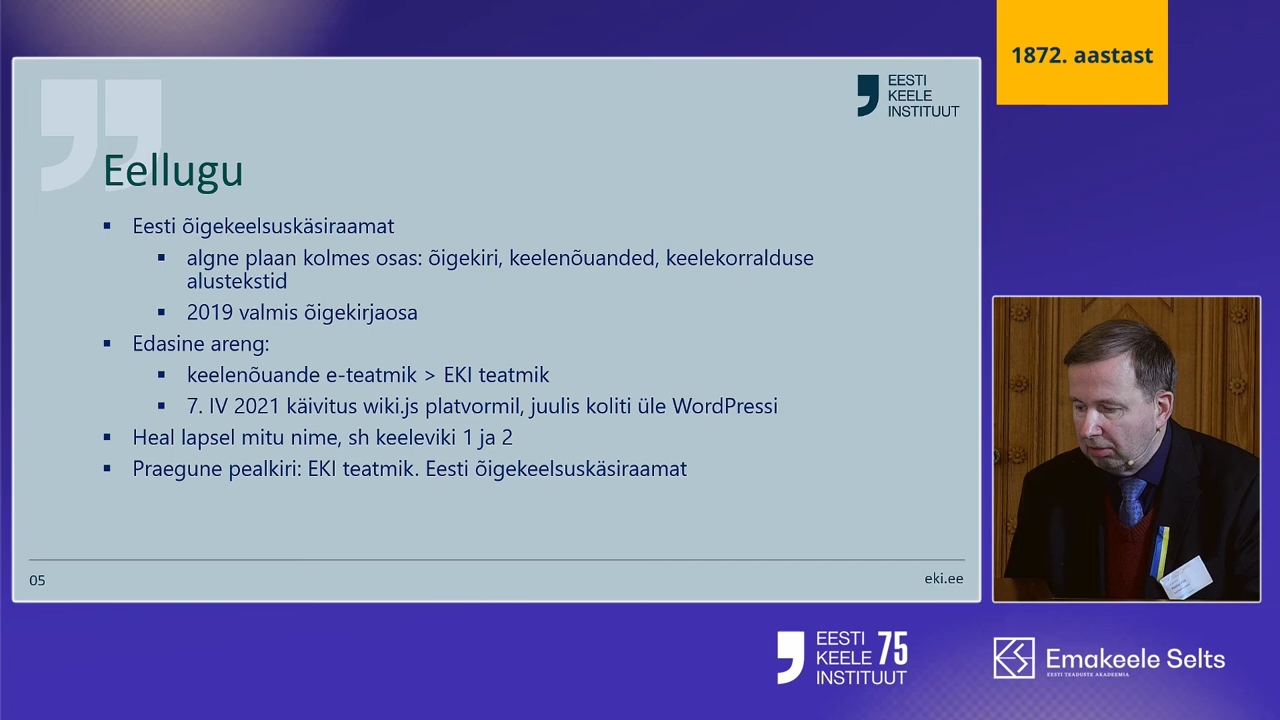 1872. aastast
EESTI
KEELE
INSTITUUT
Eellugu
Eesti õigekeelsuskäsiraamat
algne plaan kolmes osas: õigekiri, keelenõuanded, keelekorralduse
alustekstid
2019 valmis õigekirjaosa
Edasine areng:
keelenõuande e-teatmik > EKI teatmik
7. IV 2021 käivitus wiki.js platvormil, juulis koliti üle WordPressi
Heal lapsel mitu nime, sh keeleviki 1 ja 2
Praegune pealkiri: EKI teatmik. Eesti õigekeelsuskäsiraamat
05
eki.ee
EESTI
KEELE 75
INSTITUUT
Emakeele Selts
EESTI TEADUSTE AKADEEMIA